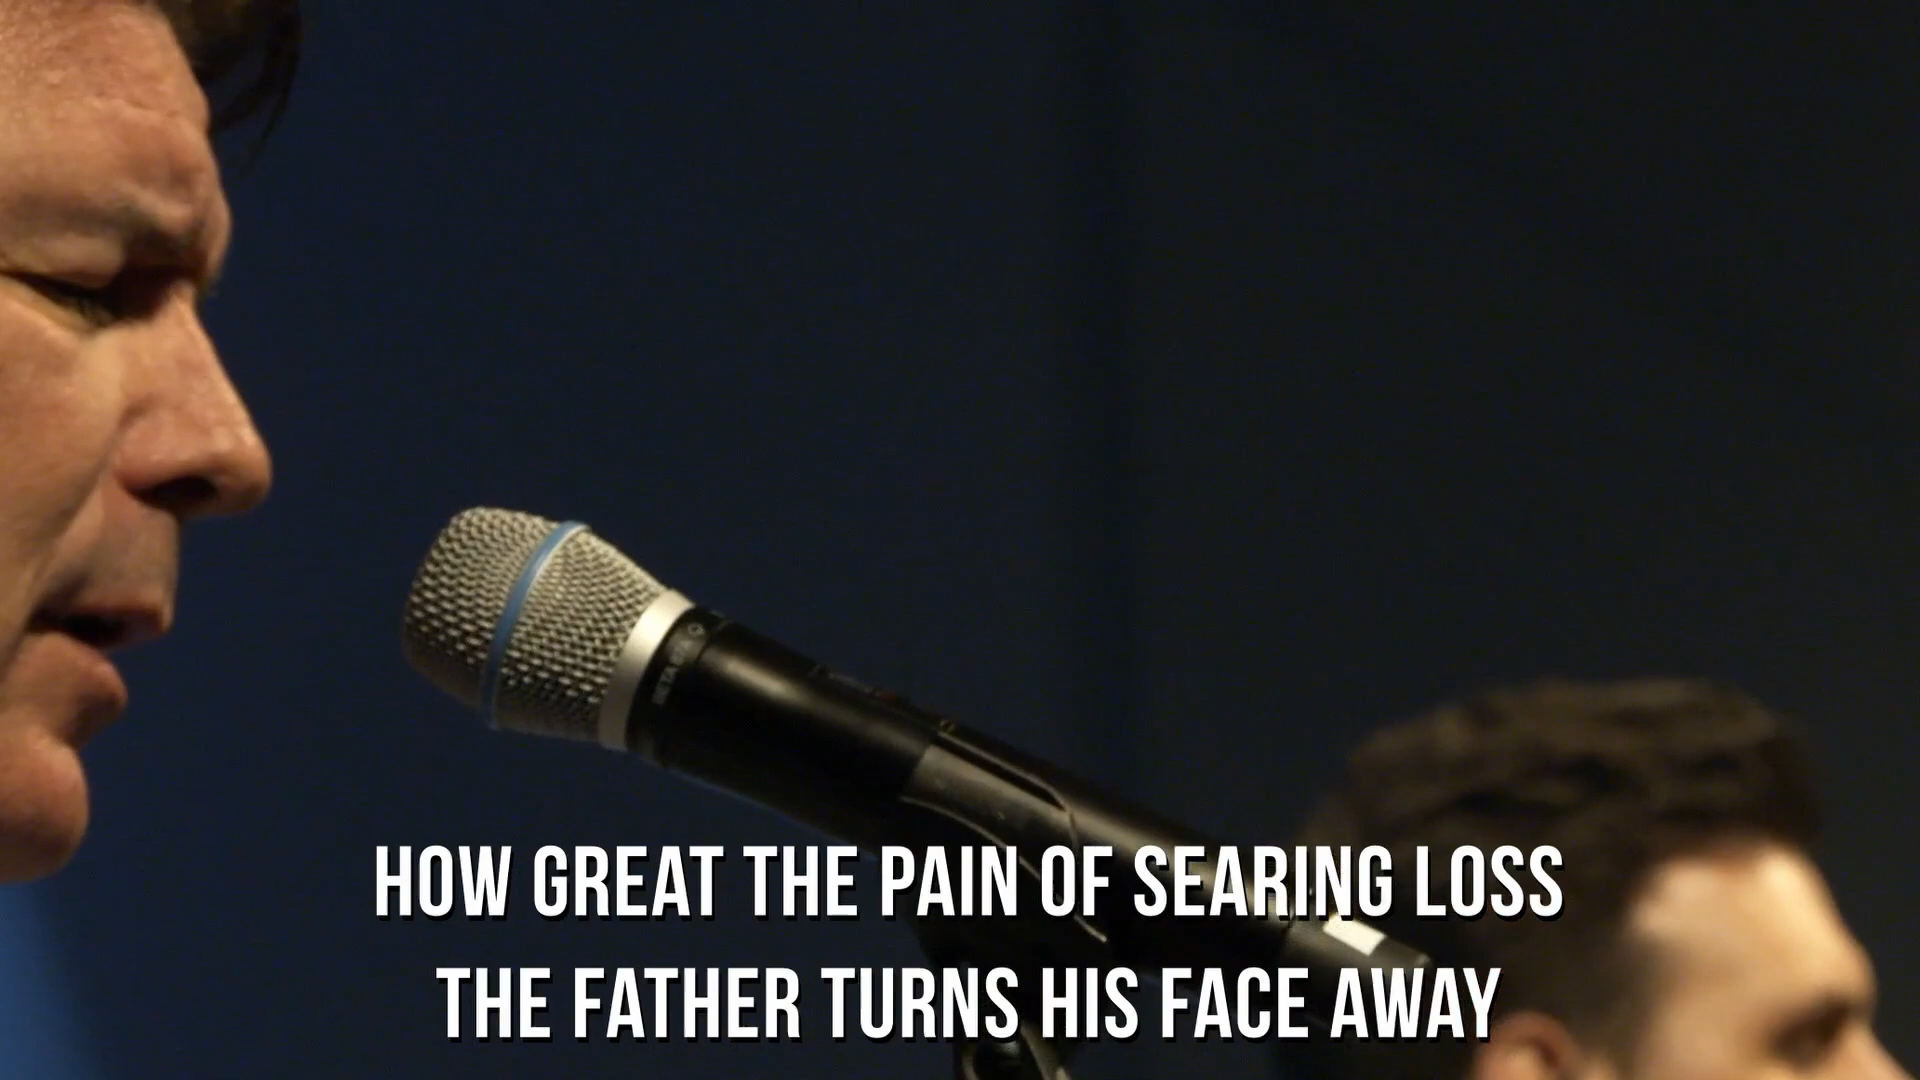 HOW GREAT THE PAIN OF SEARING LOSS
THE FATHER TURNS HIS FACE AWAY